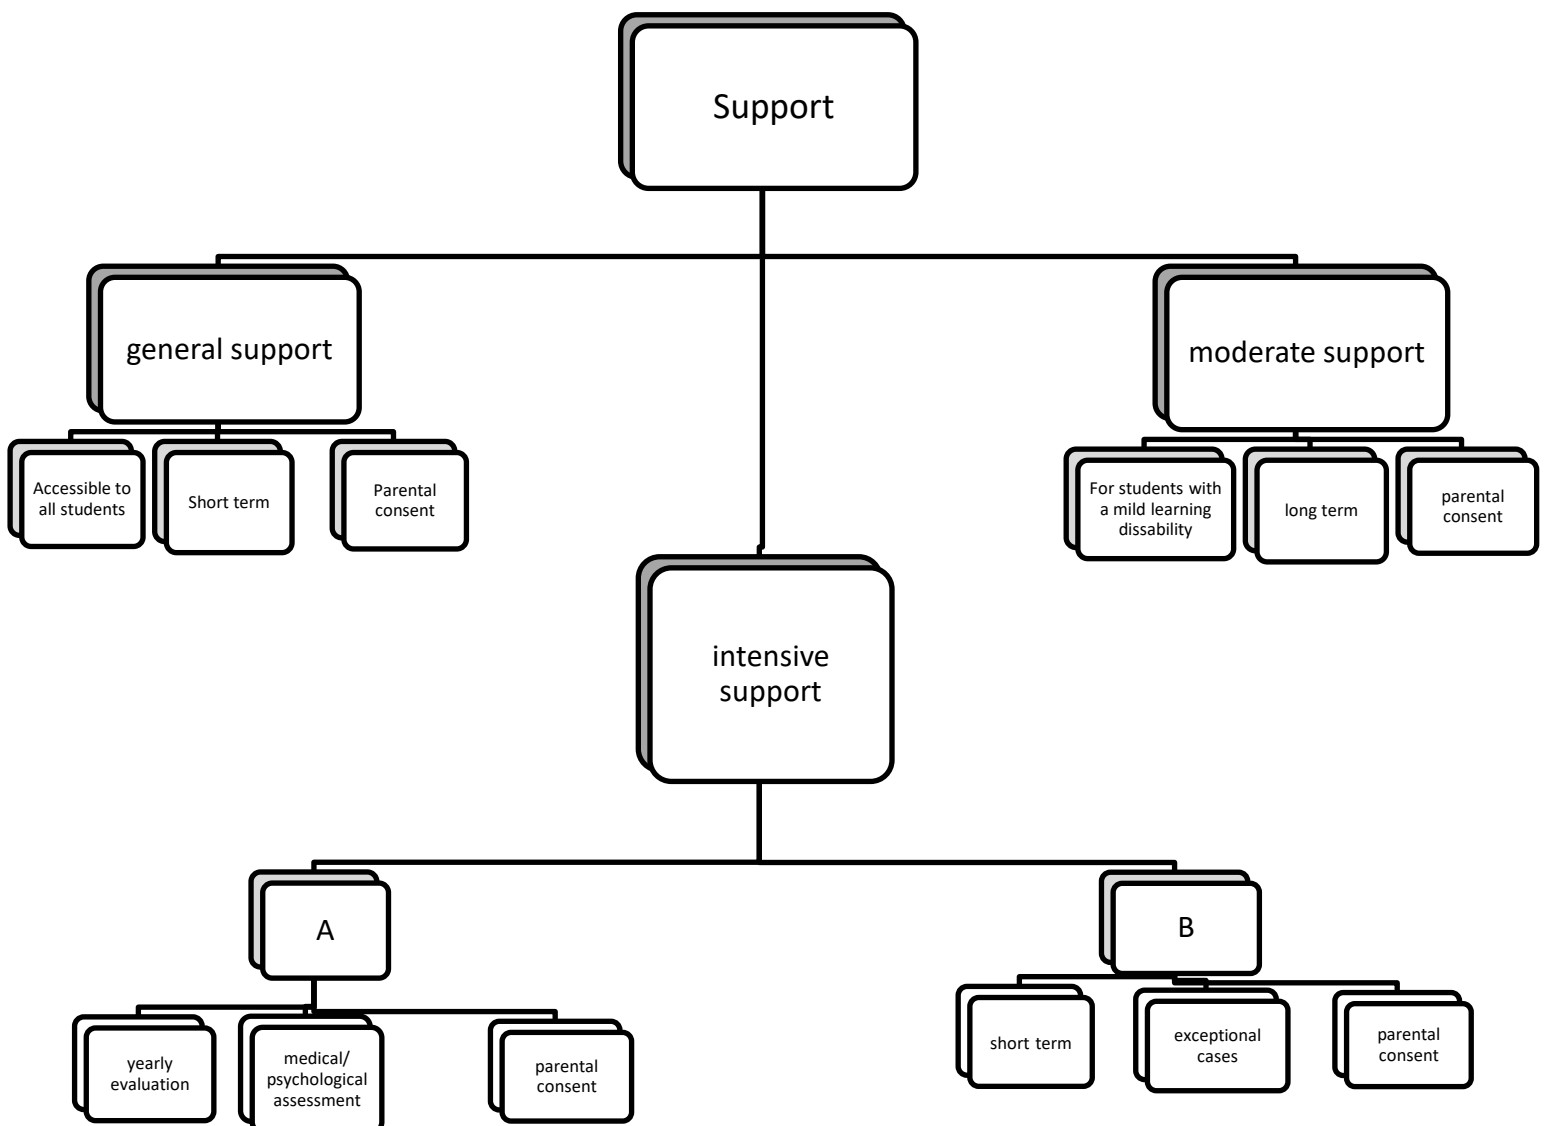 Support
general support
moderate support
Accessible to
all students
Short term
Parental
consent
For students with
a mild learning
dissability
long term
parental
consent
intensive
support
A
B
yearly
evaluation
medical/
psychological
assessment
parental
consent
short term
exceptional
cases
parental
consent